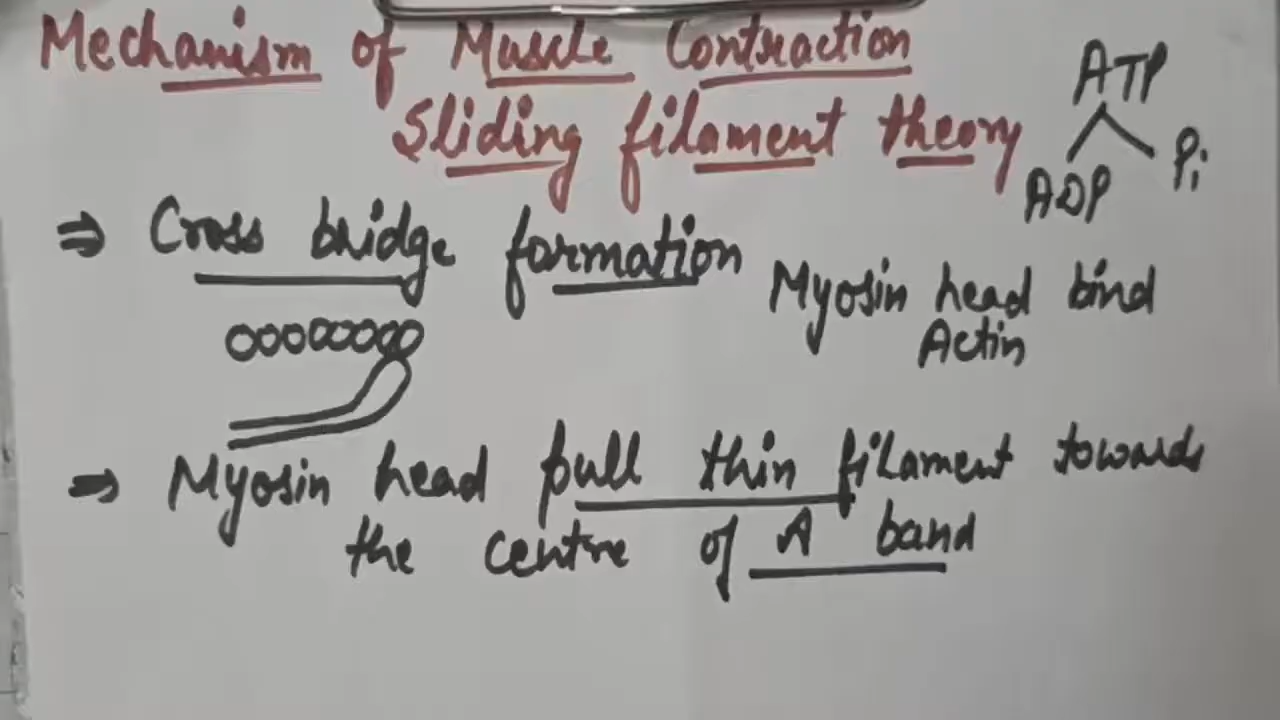 Mechanism of Muscle Contraction
Sliding filament theory
ATP
ADP Pi
⇒ Cross bridge formation
Myosin head bind
Actin
⇒ Myosin head pull thin filament towards
the centre of A band